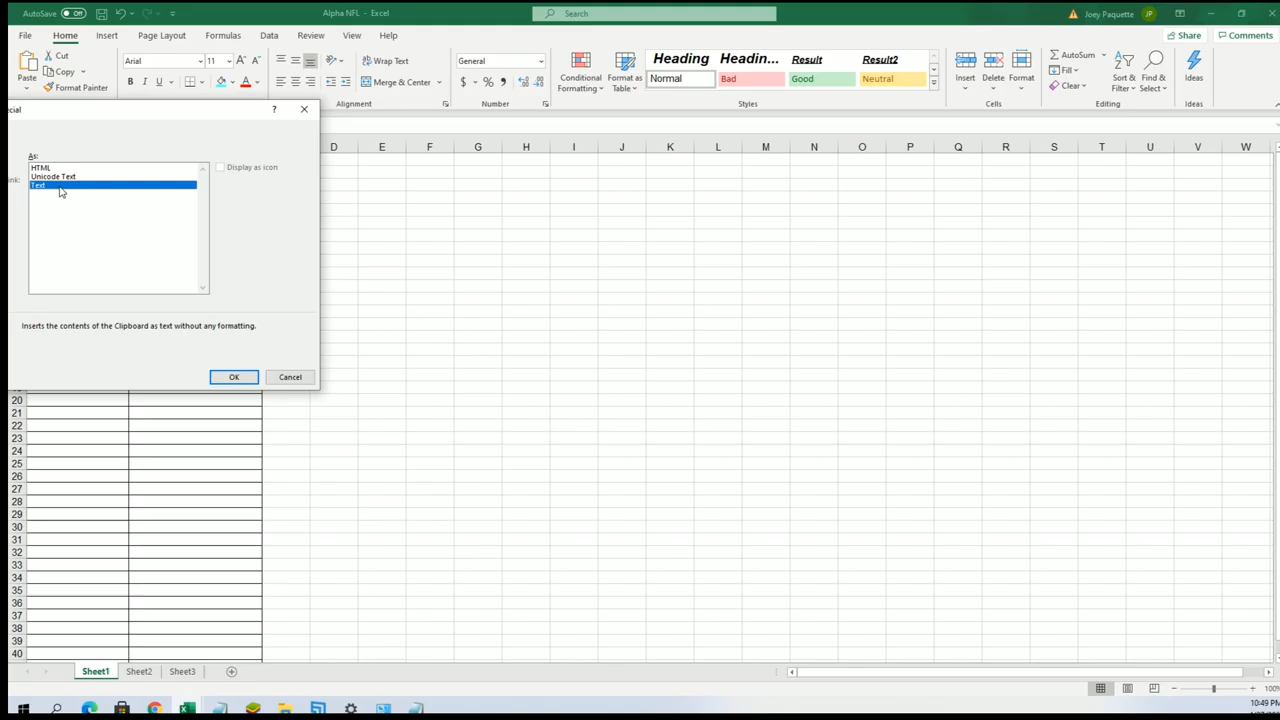 AutoSave Off Alpha NFL - Excel Search Joey Paquette JP
File Home Insert Page Layout Formulas Data Review View Help Share Comments
Paste Cut Copy Format Painter
Arial 11
B I U A
Wrap Text
Merge & Center
Alignment
General
$ % ,
Number
Conditional Formatting
Format as Table
Heading Headin... Result Result2
Normal Bad Good Neutral
Styles
Insert Delete Format
Cells
AutoSum
Fill
Clear
Sort & Filter
Find & Select
Editing
Ideas
Ideas
ecial ?
As:
HTML
Unicode Text
Text
Display as icon
Inserts the contents of the Clipboard as text without any formatting.
OK Cancel
D E F G H I J K L M N O P Q R S T U V W
20
21
22
23
24
25
26
27
28
29
30
31
32
33
34
35
36
37
38
39
40
Sheet1 Sheet2 Sheet3
100%
10:49 PM